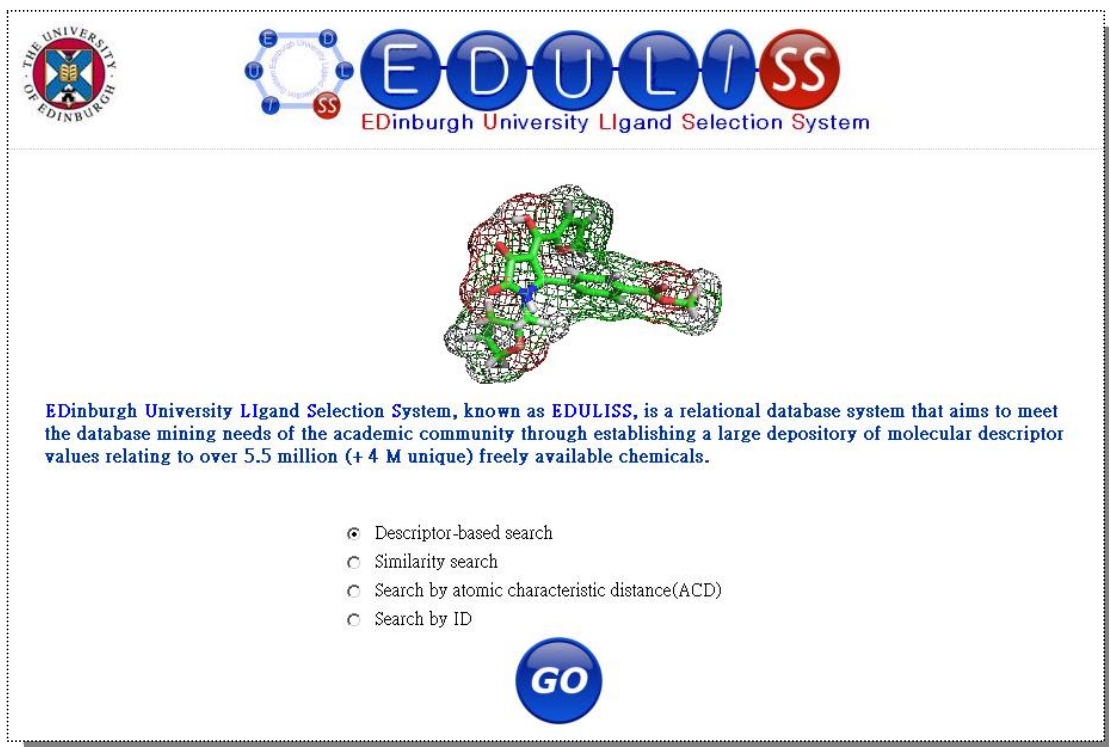 THE UNIVERSITY · OF EDINBURGH ·
E D U L I SS
E D U L I SS
EDinburgh University LIgand Selection System
EDinburgh University LIgand Selection System, known as EDULISS, is a relational database system that aims to meet
the database mining needs of the academic community through establishing a large depository of molecular descriptor
values relating to over 5.5 million (+ 4 M unique) freely available chemicals.
Descriptor-based search
Similarity search
Search by atomic characteristic distance(ACD)
Search by ID
GO